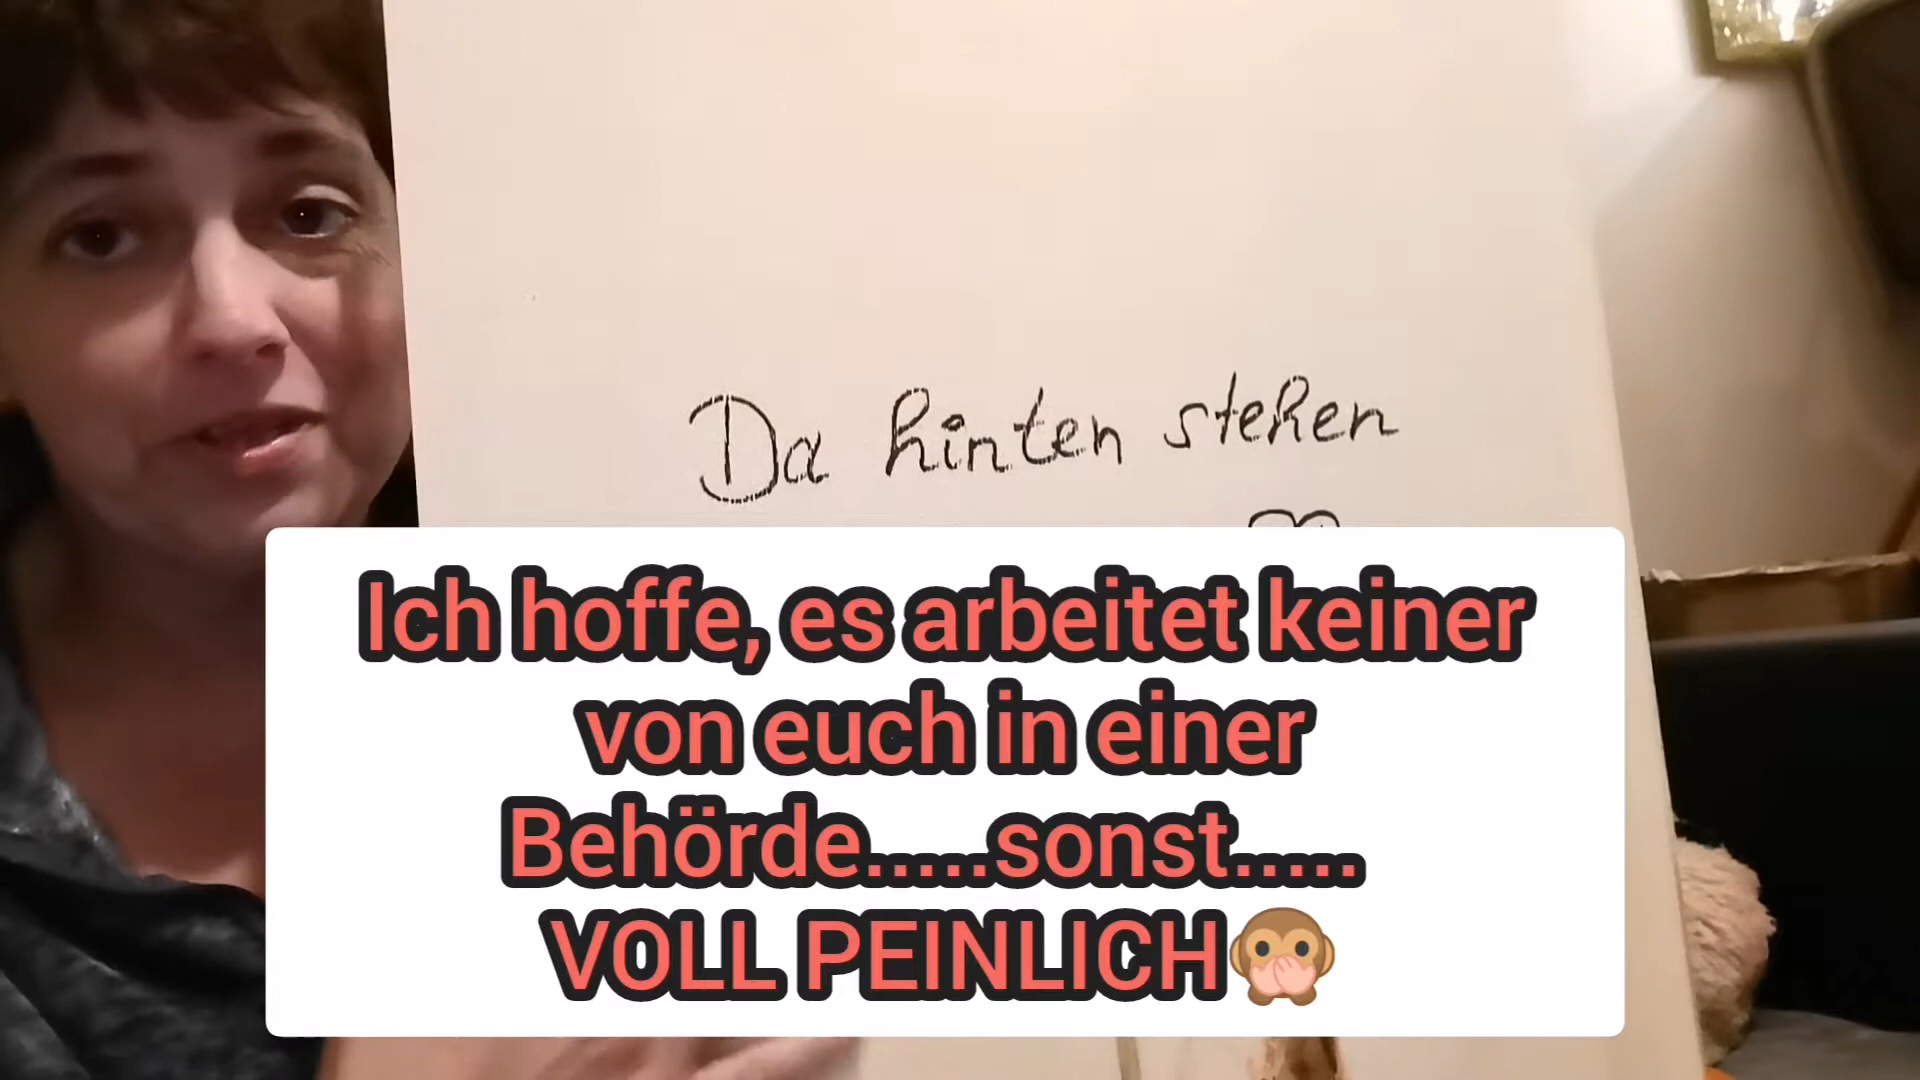 Da hinten stehen
Ich hoffe, es arbeitet keiner
von euch in einer
Behörde.....sonst.....
VOLL PEINLICH🙊